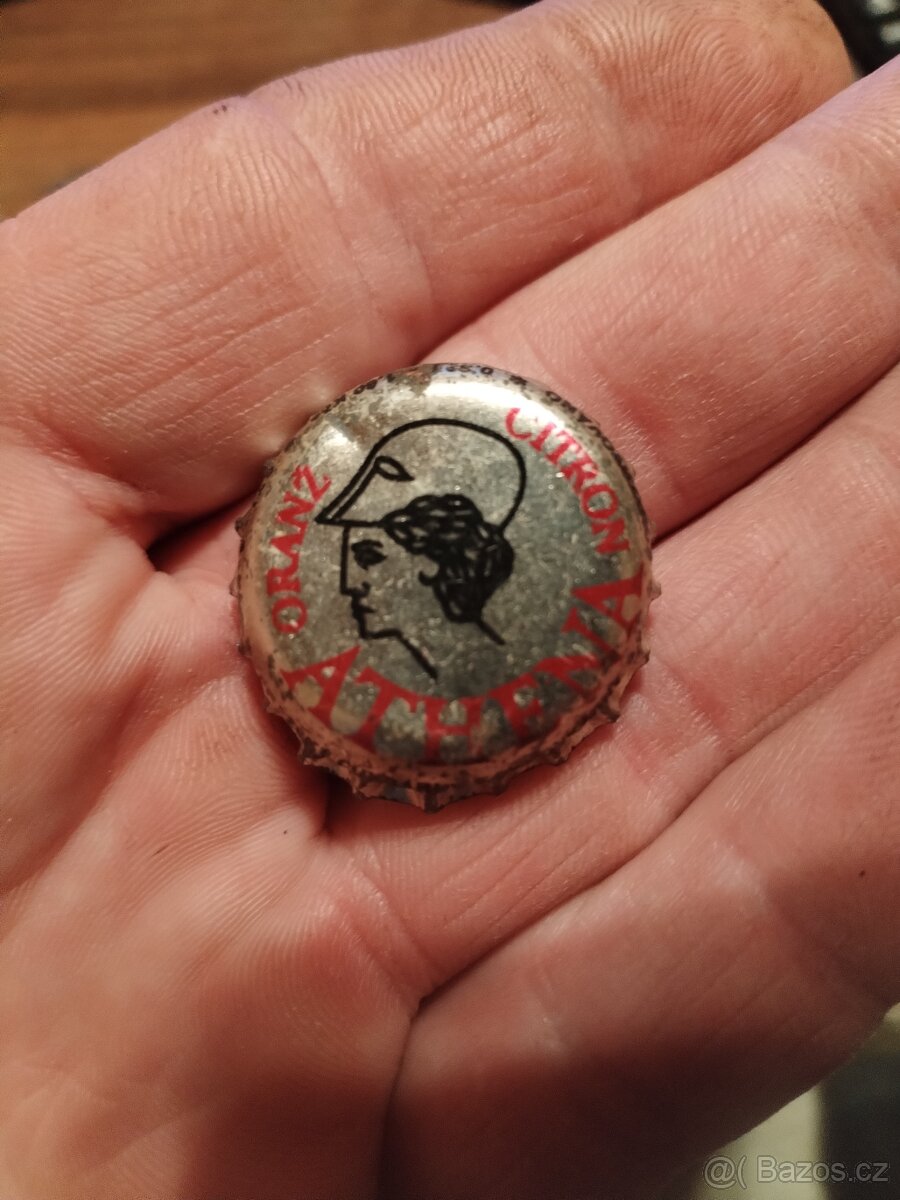 ORANŽ
CITRON
ATHENA
@( Bazos.cz